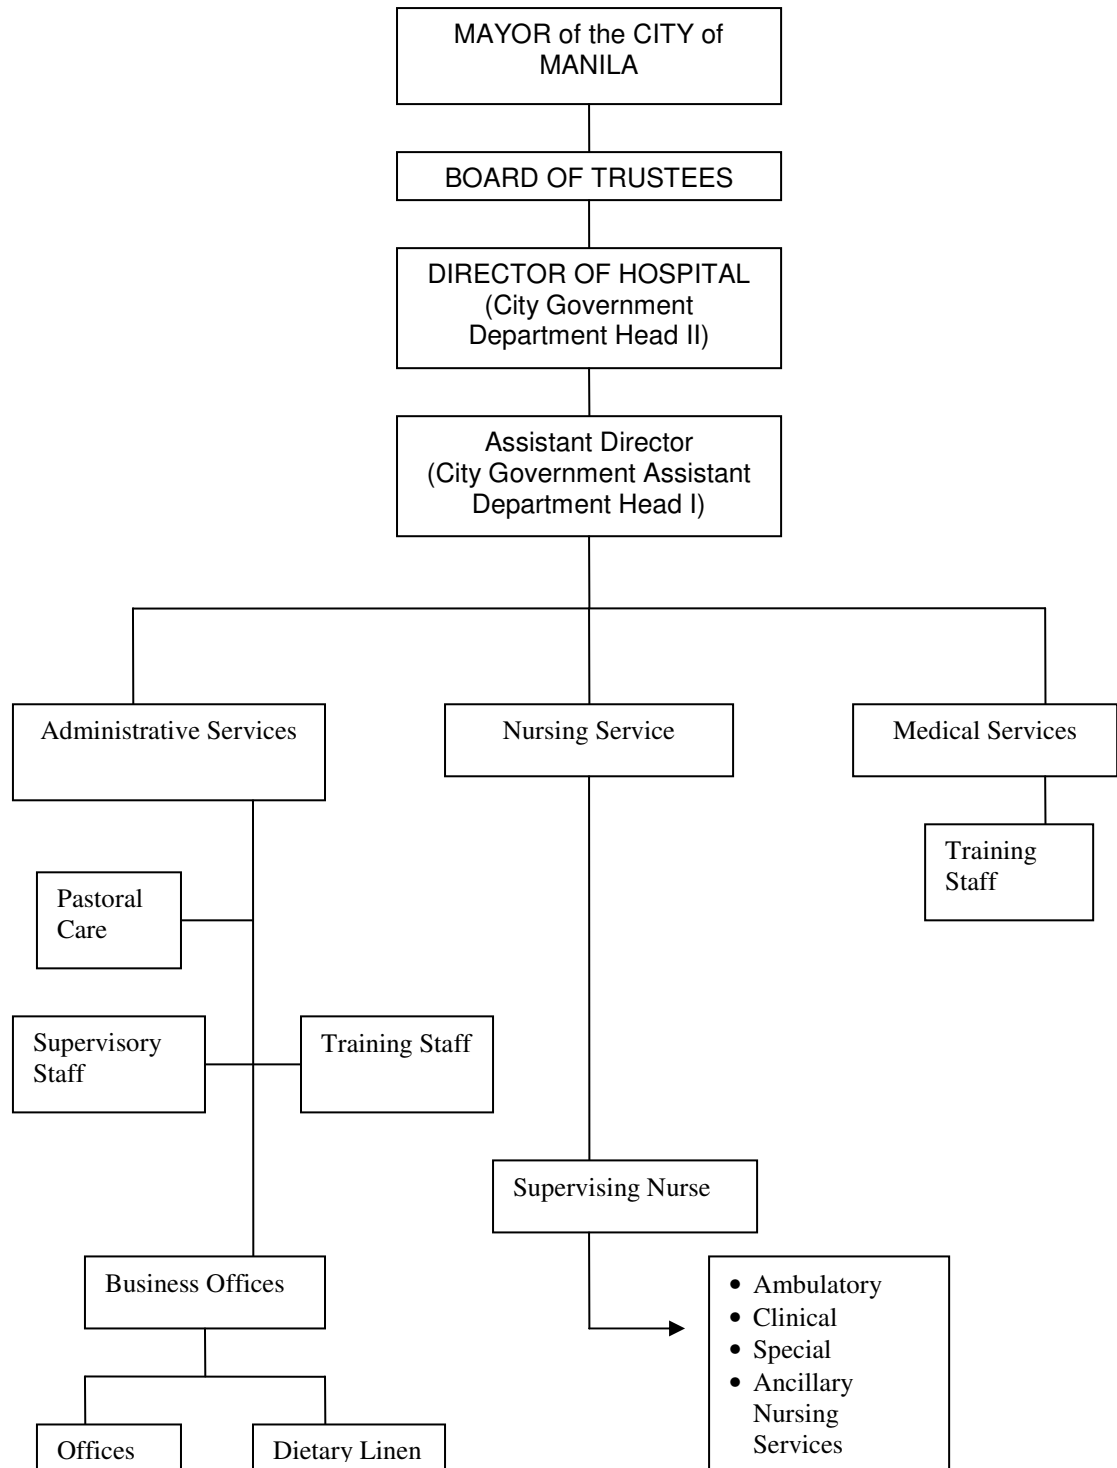 MAYOR of the CITY of
MANILA
BOARD OF TRUSTEES
DIRECTOR OF HOSPITAL
(City Government
Department Head II)
Assistant Director
(City Government Assistant
Department Head I)
Administrative Services
Nursing Service
Medical Services
Training
Staff
Pastoral
Care
Supervisory
Staff
Training Staff
Supervising Nurse
Business Offices
• Ambulatory
• Clinical
• Special
• Ancillary
Nursing
Services
Offices
Dietary Linen